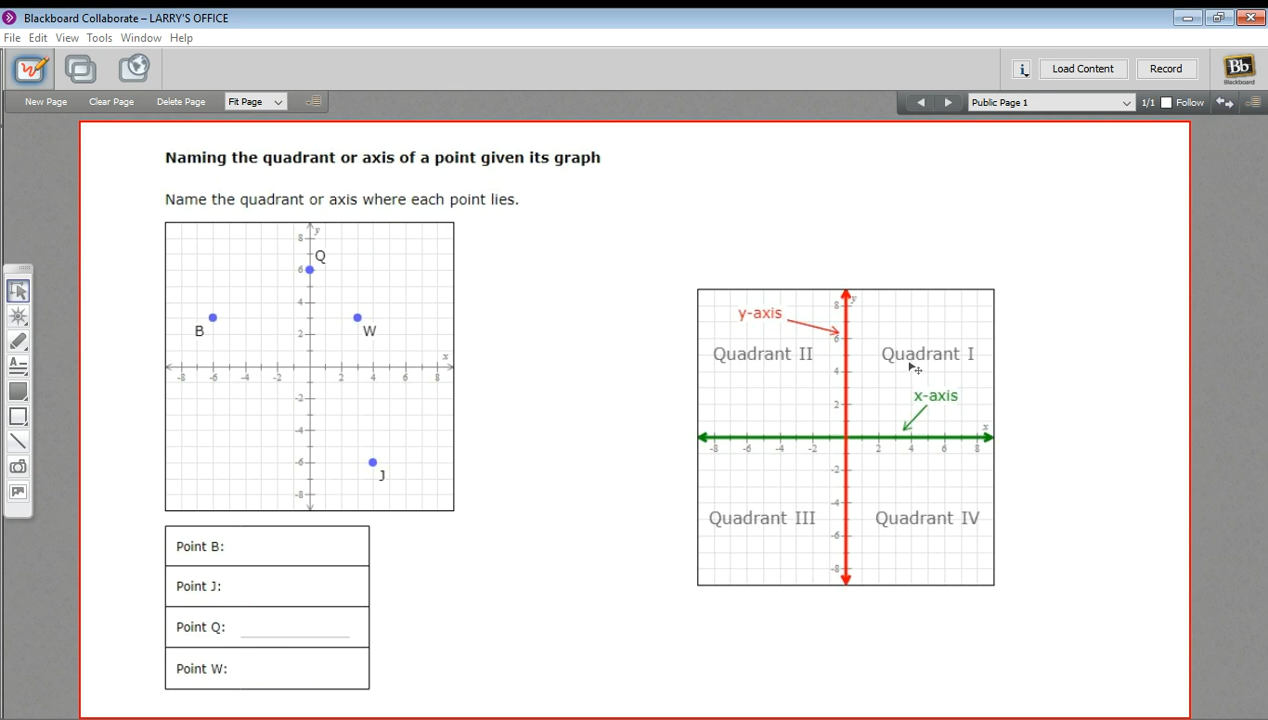 Blackboard Collaborate – LARRY'S OFFICE
File Edit View Tools Window Help
i Load Content Record Bb Blackboard
New Page Clear Page Delete Page Fit Page Public Page 1 1/1 Follow
Naming the quadrant or axis of a point given its graph
Name the quadrant or axis where each point lies.
y
8
Q
6
4
B W
2
x
-8 -6 -4 -2 2 4 6 8
-2
-4
-6
J
-8
Point B:
Point J:
Point Q:
Point W:
y
8
y-axis
6
Quadrant II Quadrant I
4
x-axis
2
x
-8 -6 -4 -2 2 4 6 8
-2
-4
Quadrant III Quadrant IV
-6
-8